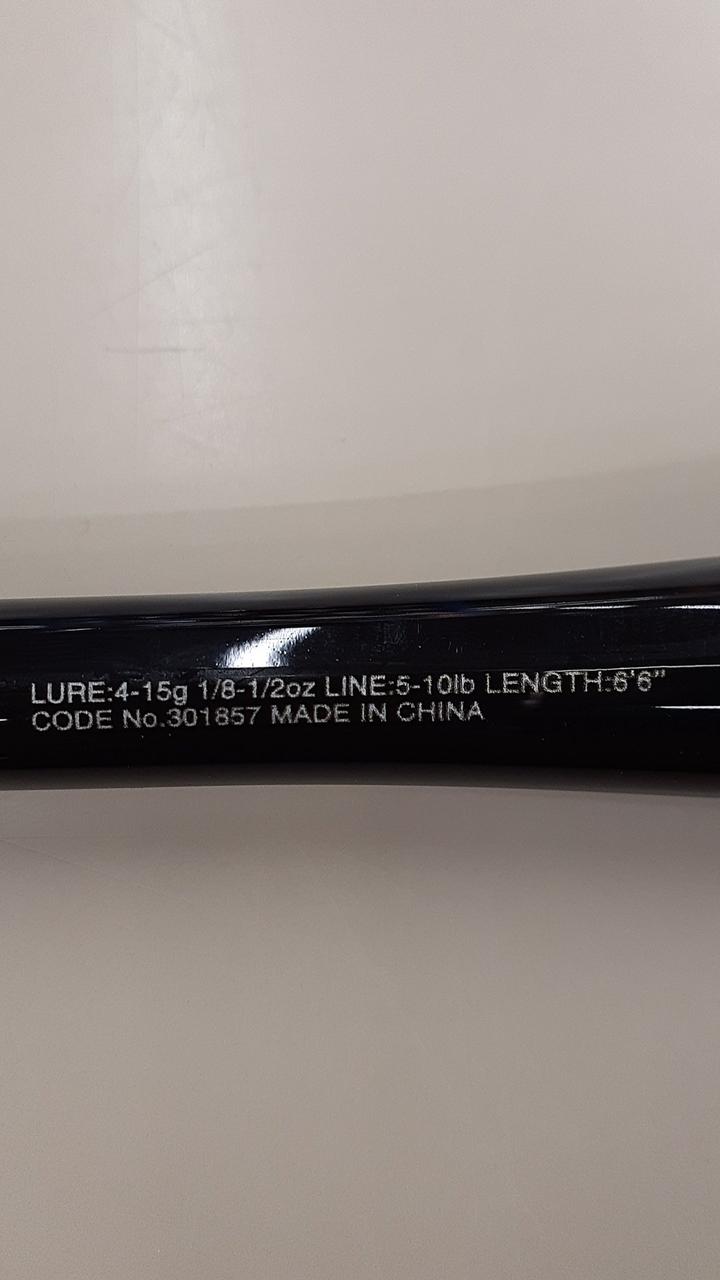 LURE:4-15g 1/8-1/2oz LINE:5-10lb LENGTH:6'6"
CODE No.301857 MADE IN CHINA